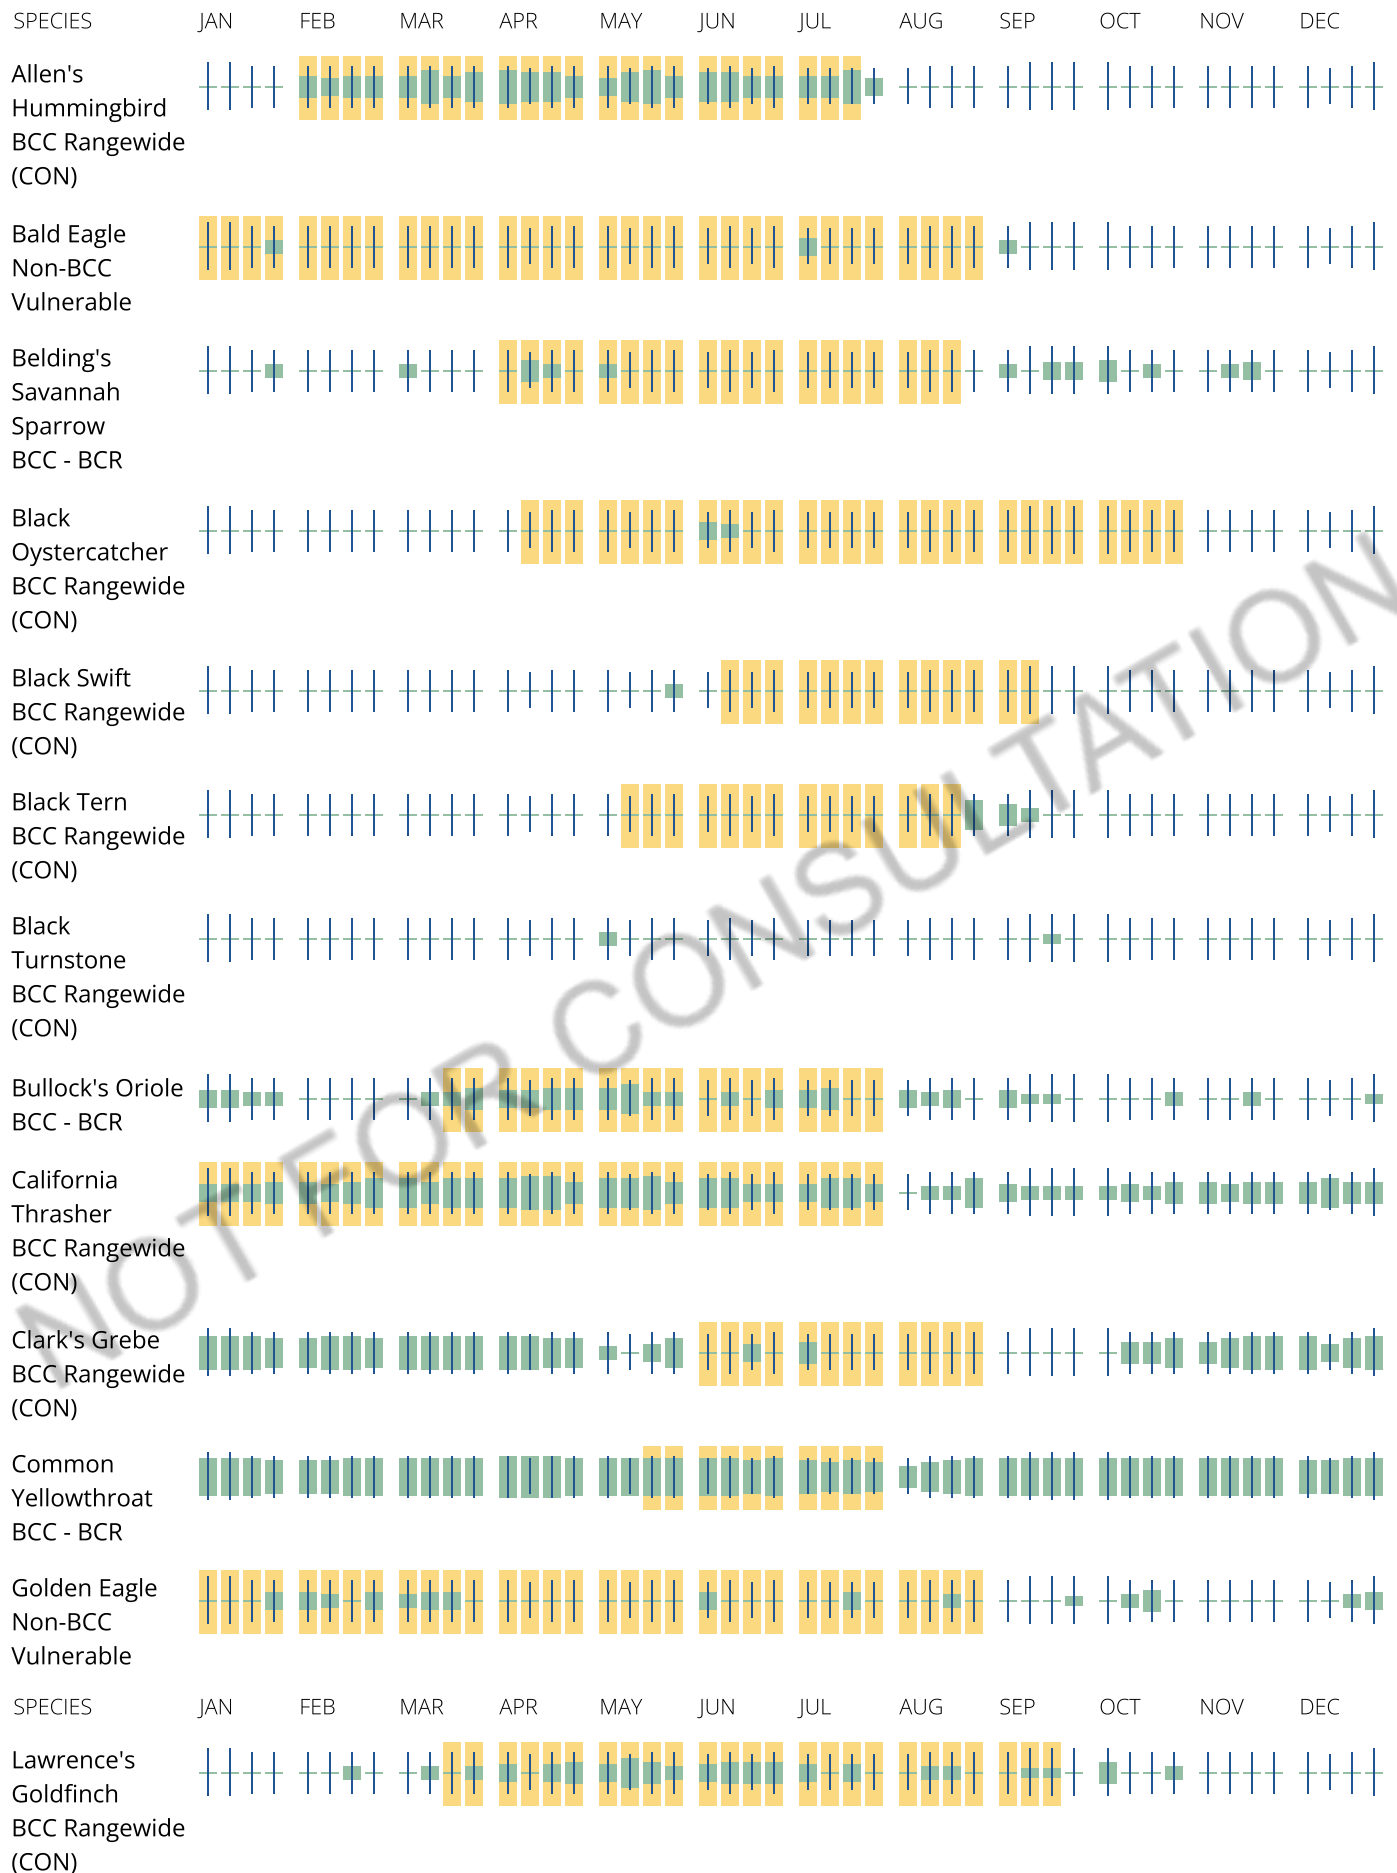 SPECIES JAN FEB MAR APR MAY JUN JUL AUG SEP OCT NOV DEC
Allen's
Hummingbird
BCC Rangewide
(CON)
Bald Eagle
Non-BCC
Vulnerable
Belding's
Savannah
Sparrow
BCC - BCR
Black
Oystercatcher
BCC Rangewide
(CON)
Black Swift
BCC Rangewide
(CON)
Black Tern
BCC Rangewide
(CON)
Black
Turnstone
BCC Rangewide
(CON)
Bullock's Oriole
BCC - BCR
California
Thrasher
BCC Rangewide
(CON)
Clark's Grebe
BCC Rangewide
(CON)
Common
Yellowthroat
BCC - BCR
Golden Eagle
Non-BCC
Vulnerable
SPECIES JAN FEB MAR APR MAY JUN JUL AUG SEP OCT NOV DEC
Lawrence's
Goldfinch
BCC Rangewide
(CON)
NOT FOR CONSULTATION